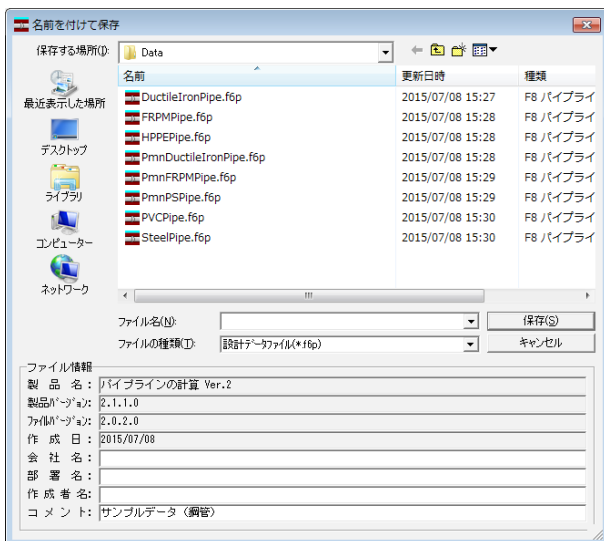 名前を付けて保存
保存する場所(I): Data
名前 更新日時 種類
最近表示した場所
デスクトップ
ライブラリ
コンピューター
ネットワーク
DuctileIronPipe.f6p 2015/07/08 15:27 F8 パイプライ
FRPMPipe.f6p 2015/07/08 15:28 F8 パイプライ
HPPEPipe.f6p 2015/07/08 15:28 F8 パイプライ
PmnDuctileIronPipe.f6p 2015/07/08 15:28 F8 パイプライ
PmnFRPMPipe.f6p 2015/07/08 15:29 F8 パイプライ
PmnPSPipe.f6p 2015/07/08 15:29 F8 パイプライ
PVCPipe.f6p 2015/07/08 15:30 F8 パイプライ
SteelPipe.f6p 2015/07/08 15:30 F8 パイプライ
ファイル名(N): 保存(S)
ファイルの種類(T): 設計データファイル(*.f6p) キャンセル
ファイル情報
製 品 名: パイプラインの計算 Ver.2
製品バージョン: 2.1.1.0
ファイルバージョン: 2.0.2.0
作 成 日: 2015/07/08
会 社 名:
部 署 名:
作 成 者 名:
コ メ ン ト: サンプルデータ（鋼管）